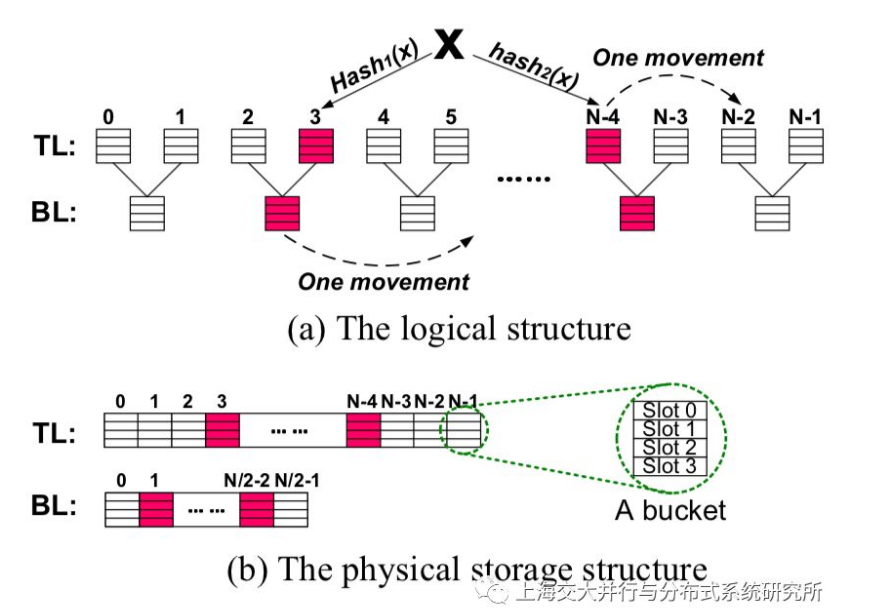 X
Hash1(x)
hash2(x)
One movement
0 1 2 3 4 5 N-4 N-3 N-2 N-1
TL:
......
BL:
One movement
(a) The logical structure
0 1 2 3 N-4 N-3 N-2 N-1
TL:
... ...
Slot 0
Slot 1
Slot 2
Slot 3
0 1 N/2-2 N/2-1
BL:
... ...
A bucket
(b) The physical storage structure
上海交大并行与分布式系统研究所